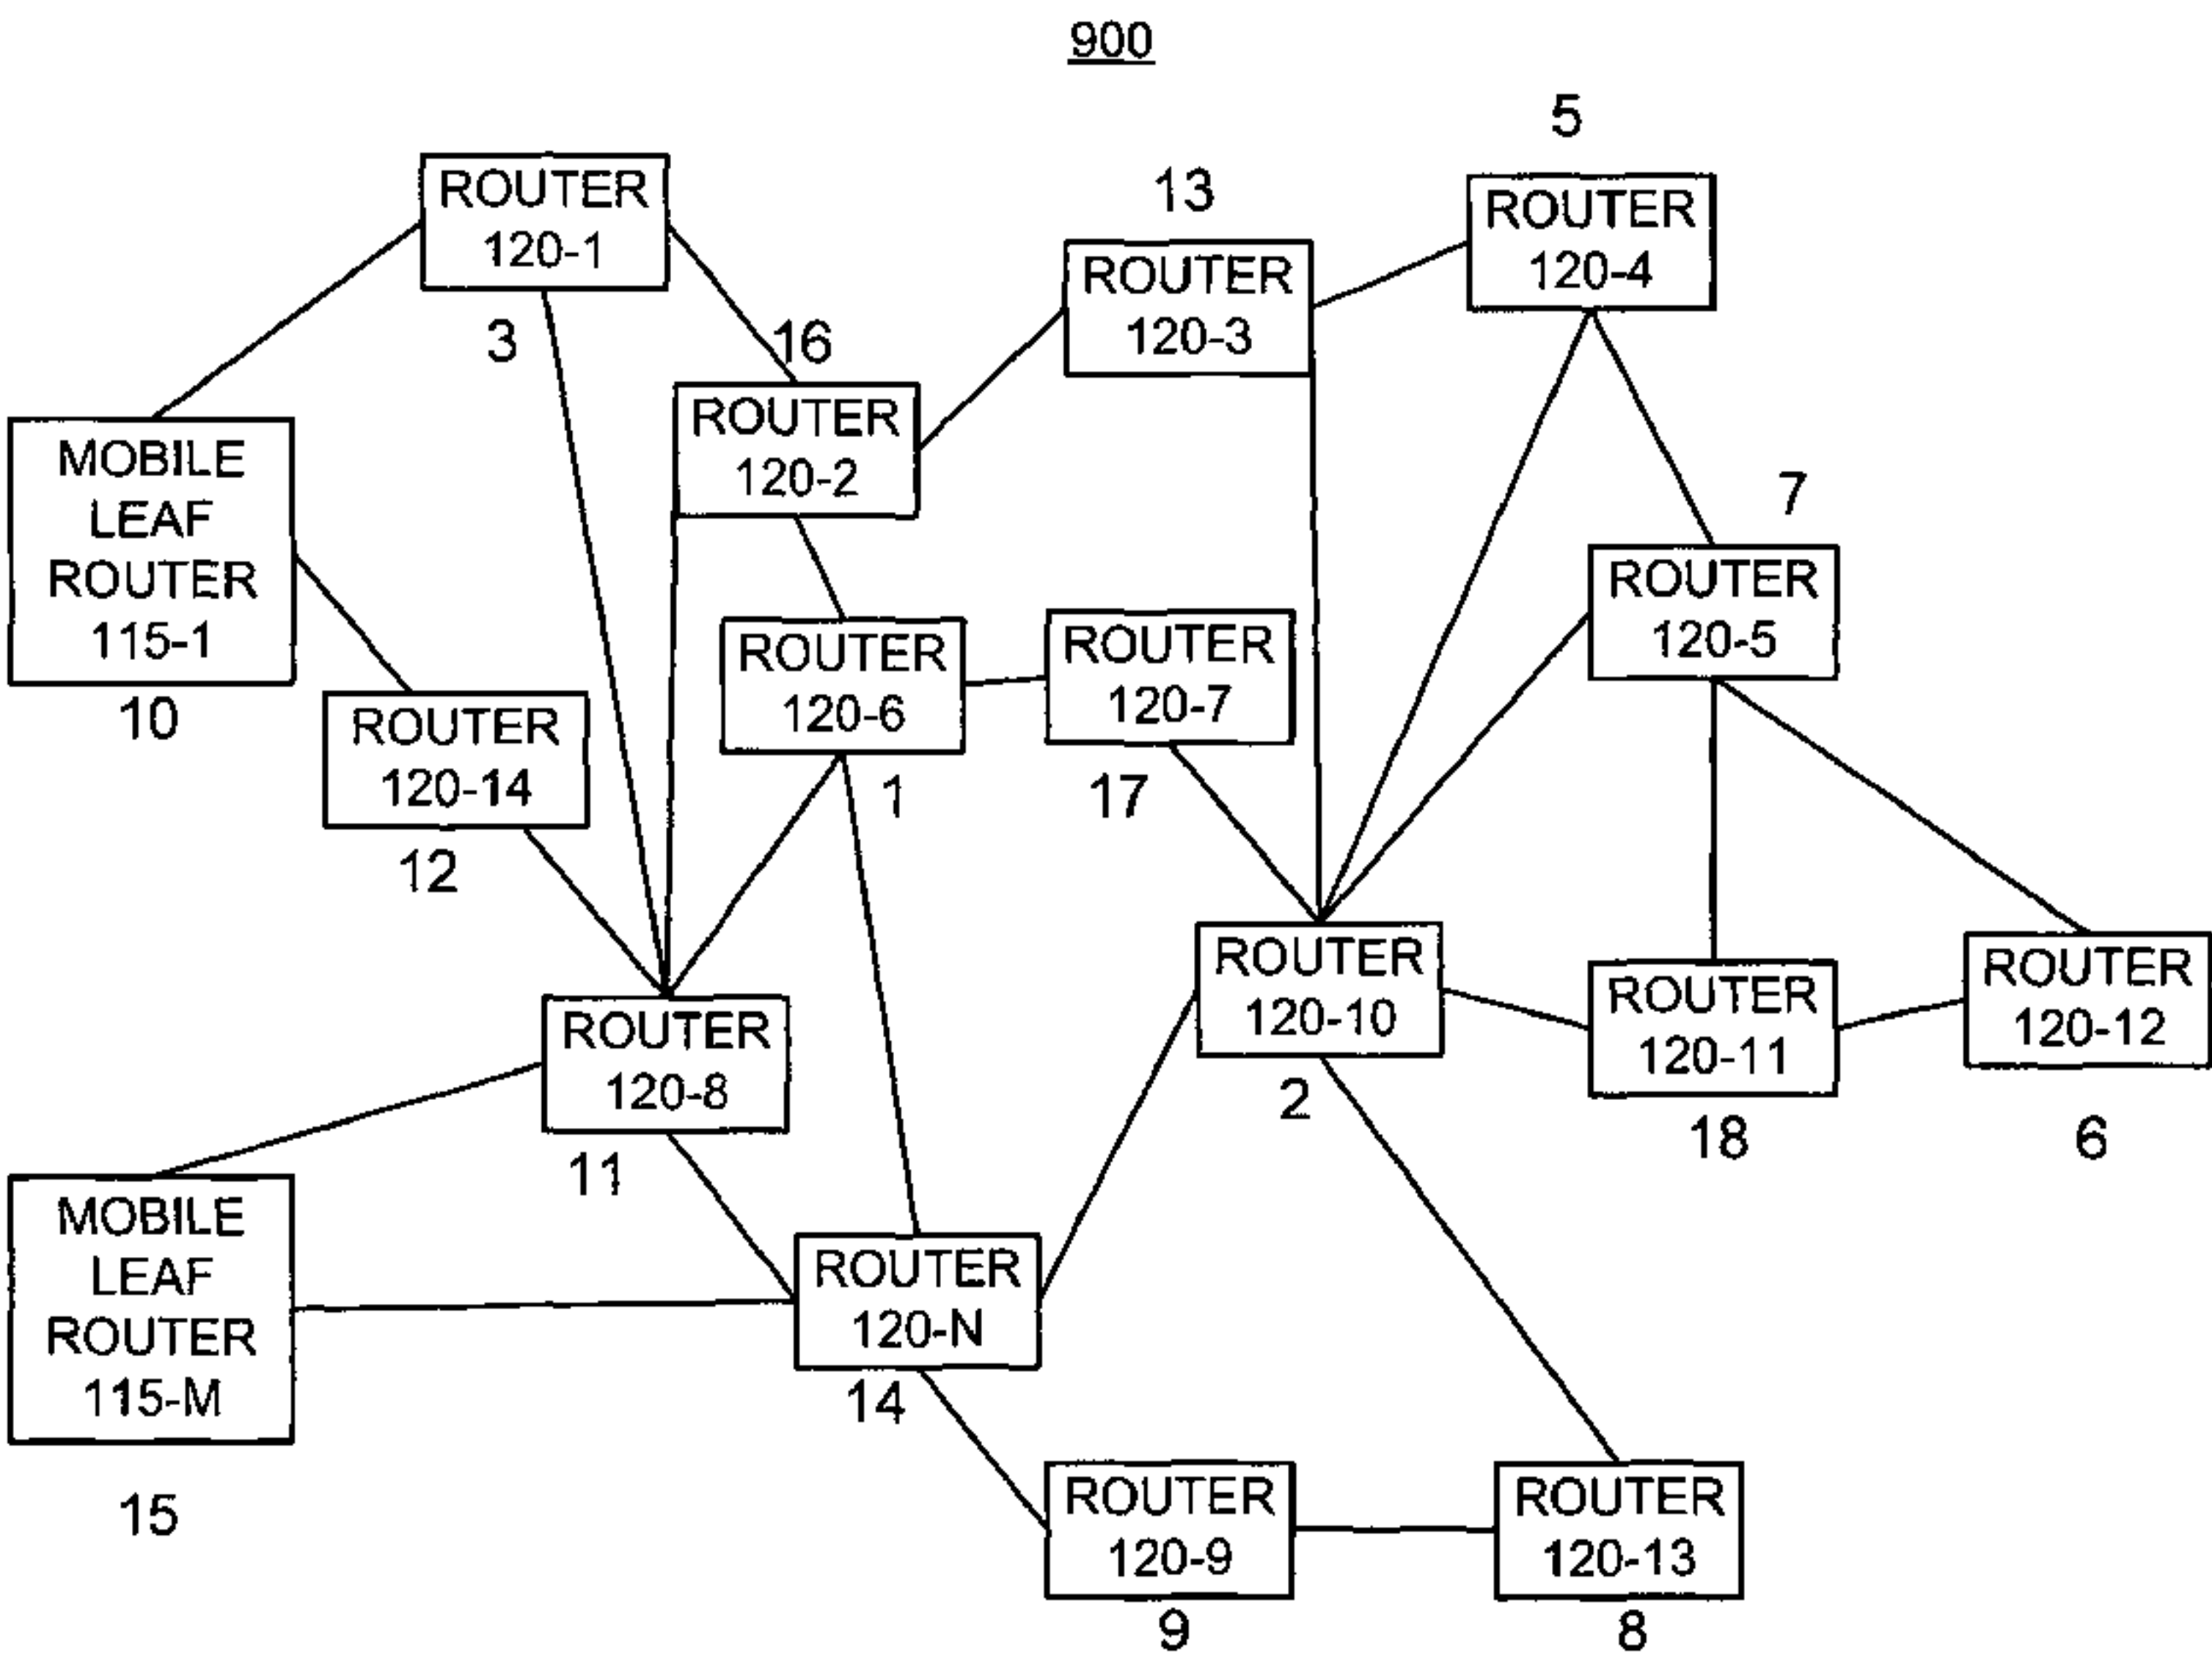 900
5
13
ROUTER
120-1
ROUTER
120-4
ROUTER
120-3
3
16
ROUTER
120-2
MOBILE
LEAF
ROUTER
115-1
10
7
ROUTER
120-5
ROUTER
120-6
1
ROUTER
120-7
17
ROUTER
120-14
12
ROUTER
120-10
2
ROUTER
120-11
18
ROUTER
120-12
6
ROUTER
120-8
11
MOBILE
LEAF
ROUTER
115-M
15
ROUTER
120-N
14
ROUTER
120-9
9
ROUTER
120-13
8